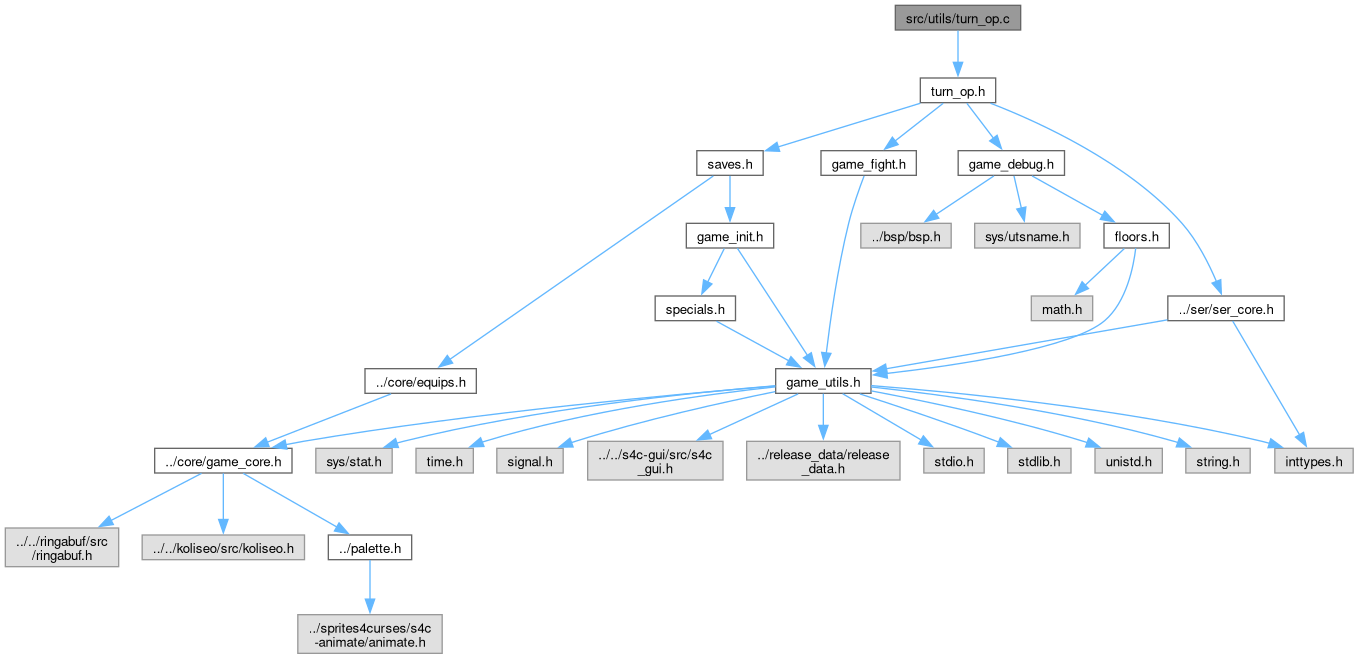 src/utils/turn_op.c
turn_op.h
saves.h
game_fight.h
game_debug.h
game_init.h
../bsp/bsp.h
sys/utsname.h
floors.h
specials.h
math.h
../ser/ser_core.h
../core/equips.h
game_utils.h
../core/game_core.h
sys/stat.h
time.h
signal.h
../../s4c-gui/src/s4c
_gui.h
../release_data/release
_data.h
stdio.h
stdlib.h
unistd.h
string.h
inttypes.h
../../ringabuf/src
/ringabuf.h
../../koliseo/src/koliseo.h
../palette.h
../sprites4curses/s4c
-animate/animate.h